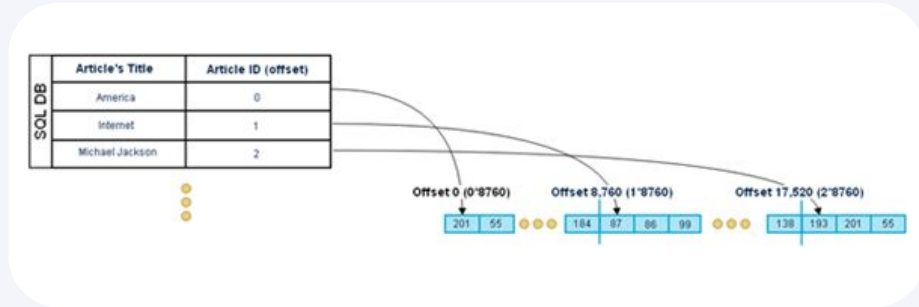 SQL DB
Article's Title Article ID (offset)
America 0
Internet 1
Michael Jackson 2
Offset 0 (0*8760) Offset 8,760 (1*8760) Offset 17,520 (2*8760)
201 55 184 87 86 99 138 193 201 55